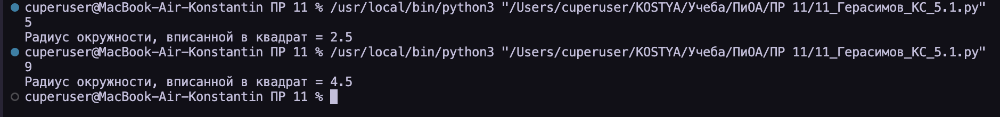 cuperuser@MacBook-Air-Konstantin ПР 11 % /usr/local/bin/python3 "/Users/cuperuser/KOSTYA/Учеба/ПиОА/ПР 11/11_Герасимов_КС_5.1.py"
5
Радиус окружности, вписанной в квадрат = 2.5
cuperuser@MacBook-Air-Konstantin ПР 11 % /usr/local/bin/python3 "/Users/cuperuser/KOSTYA/Учеба/ПиОА/ПР 11/11_Герасимов_КС_5.1.py"
9
Радиус окружности, вписанной в квадрат = 4.5
cuperuser@MacBook-Air-Konstantin ПР 11 %